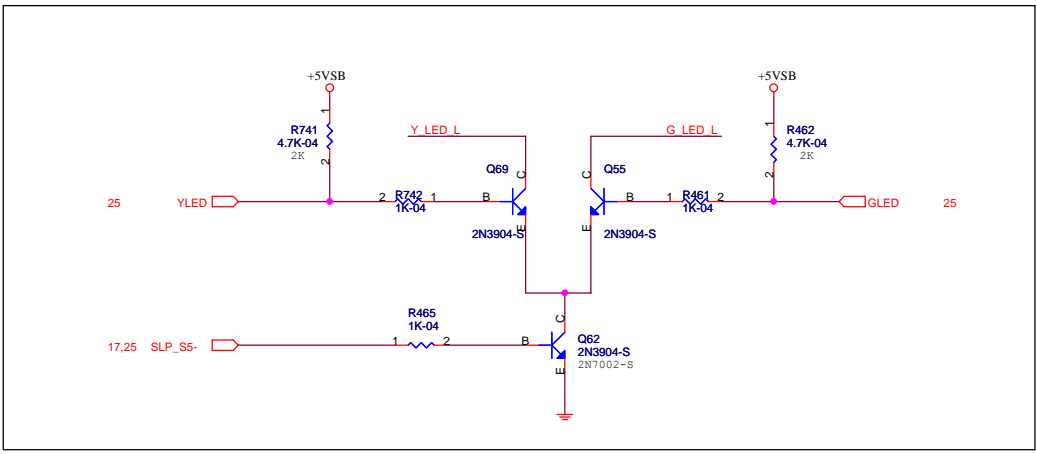 +5VSB
+5VSB
1
R741
4.7K-04
2K
2
Y_LED_L
G_LED_L
1
R462
4.7K-04
2K
2
Q69
C
C
Q55
25
YLED
2
R742
1
1K-04
B
B
1
R461
2
1K-04
GLED
25
2N3904-S
E
E
2N3904-S
R465
1K-04
17,25
SLP_S5-
1
2
B
C
Q62
2N3904-S
2N7002-S
E